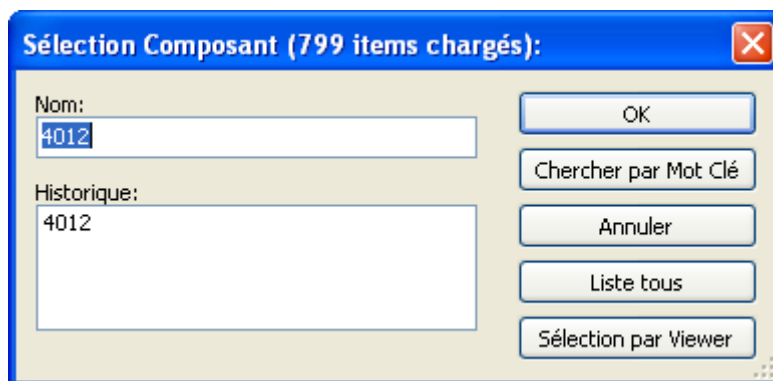 Sélection Composant (799 items chargés):
Nom:
4012
Historique:
4012
OK
Chercher par Mot Clé
Annuler
Liste tous
Sélection par Viewer